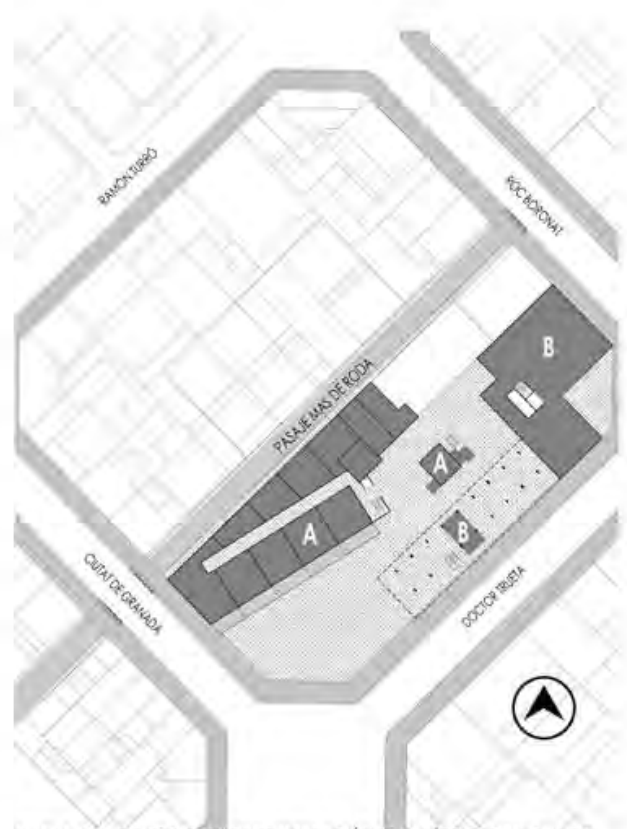 RAMÓN TURRÓ
ROC BORONAT
B
PASAJE MAS DE RODA
A
A
B
CIUTAT DE GRANADA
DOCTOR TRUETA